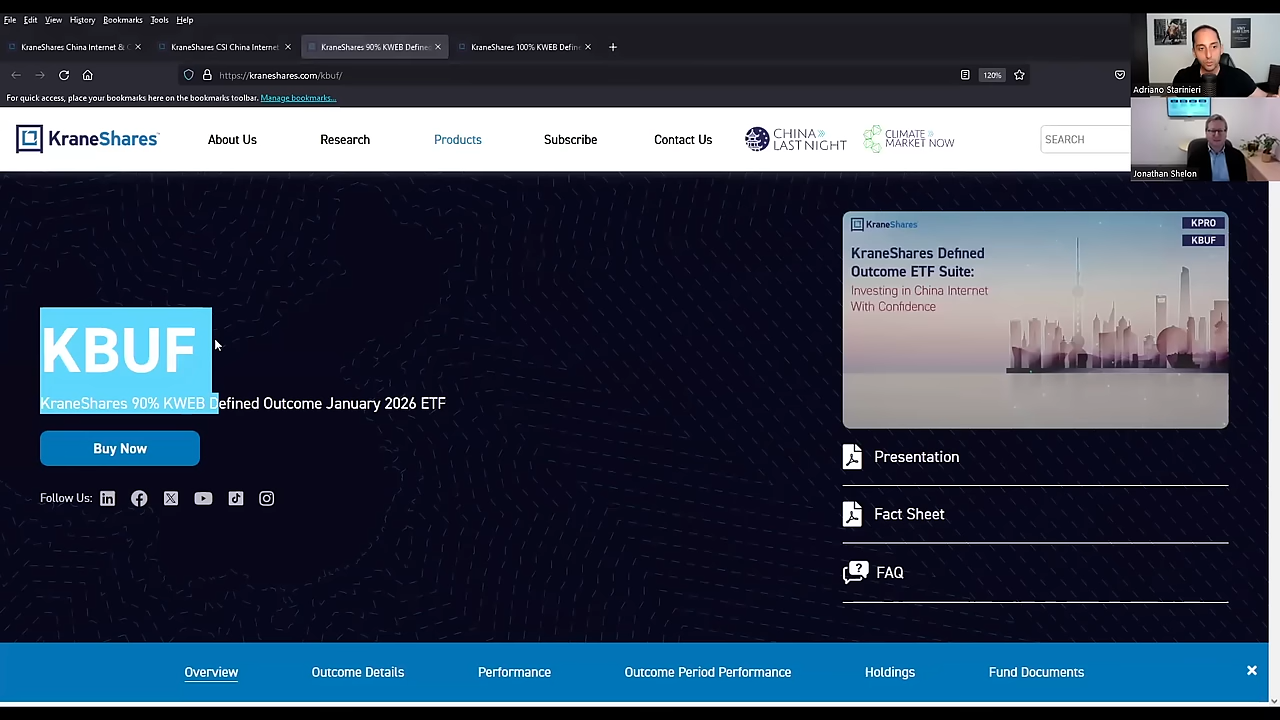 File Edit View History Bookmarks Tools Help
KraneShares China Internet & C
KraneShares CSI China Internet
KraneShares 90% KWEB Define
KraneShares 100% KWEB Defin
https://kraneshares.com/kbuf/
120%
For quick access, place your bookmarks here on the bookmarks toolbar. Manage bookmarks...
KraneShares
About Us
Research
Products
Subscribe
Contact Us
CHINA
LAST NIGHT
CLIMATE
MARKET NOW
SEARCH
Adriano Starinieri
Jonathan Shelon
KBUF
KraneShares 90% KWEB Defined Outcome January 2026 ETF
Buy Now
Follow Us:
KraneShares
KPRO
KBUF
KraneShares Defined
Outcome ETF Suite:
Investing in China Internet
With Confidence
Presentation
Fact Sheet
FAQ
Overview
Outcome Details
Performance
Outcome Period Performance
Holdings
Fund Documents